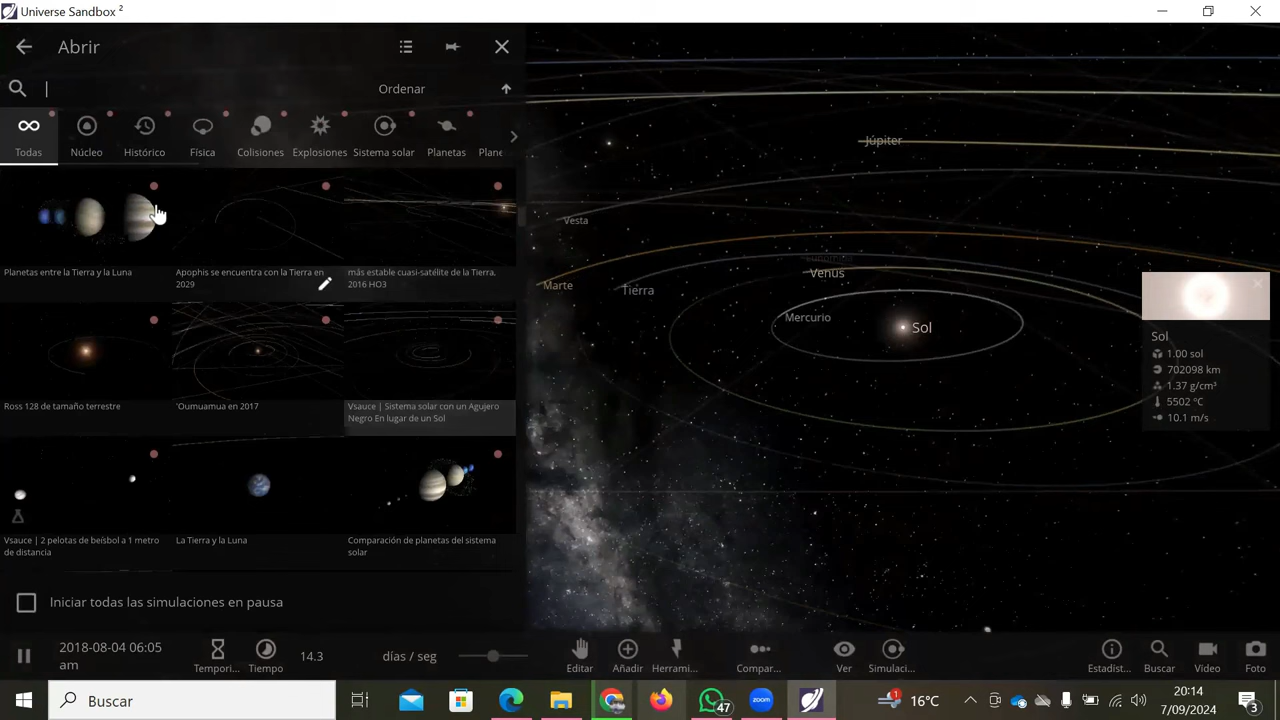 Universe Sandbox ²
Abrir
Ordenar
Todas
Núcleo
Histórico
Física
Colisiones
Explosiones
Sistema solar
Planetas
Plane
Planetas entre la Tierra y la Luna
Apophis se encuentra con la Tierra en
2029
más estable cuasi-satélite de la Tierra,
2016 HO3
Ross 128 de tamaño terrestre
'Oumuamua en 2017
Vsauce | Sistema solar con un Agujero
Negro En lugar de un Sol
Vsauce | 2 pelotas de beísbol a 1 metro
de distancia
La Tierra y la Luna
Comparación de planetas del sistema
solar
Iniciar todas las simulaciones en pausa
Júpiter
Vesta
Venus
Marte
Tierra
Mercurio
Sol
Sol
1.00 sol
702098 km
1.37 g/cm³
5502 °C
10.1 m/s
2018-08-04 06:05
am
Tempori...
Tiempo
14.3
días / seg
Editar
Añadir
Herrami...
Compar...
Ver
Simulaci...
Estadíst...
Buscar
Vídeo
Foto
Buscar
47
1
16°C
20:14
7/09/2024
3